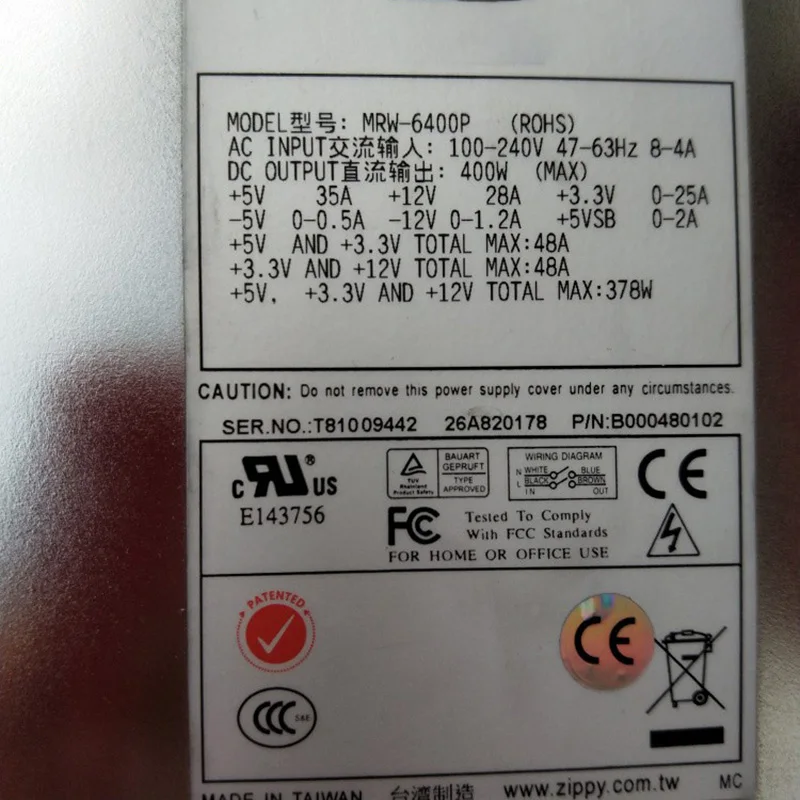 MODEL型号: MRW-6400P (ROHS)
AC INPUT交流输入: 100-240V 47-63Hz 8-4A
DC OUTPUT直流输出: 400W (MAX)
+5V 35A +12V 28A +3.3V 0-25A
-5V 0-0.5A -12V 0-1.2A +5VSB 0-2A
+5V AND +3.3V TOTAL MAX:48A
+3.3V AND +12V TOTAL MAX:48A
+5V, +3.3V AND +12V TOTAL MAX:378W
CAUTION: Do not remove this power supply cover under any circumstances.
SER.NO.:T81009442 26A820178 P/N:B000480102
c RU ® US
E143756
TUV
Rheinland
Product Safety
BAUART
GEPRUFT
TYPE
APPROVED
WIRING DIAGRAM
N WHITE BLUE
L BLACK BROWN
IN OUT
CE
FC Tested To Comply
With FCC Standards
FOR HOME OR OFFICE USE
PATENTED
CE
CCC S&E
MADE IN TAIWAN 台湾制造 www.zippy.com.tw MC